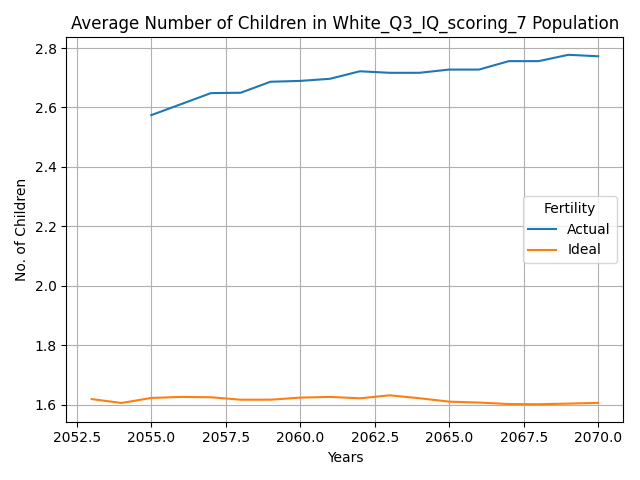 Average Number of Children in White_Q3_IQ_scoring_7 Population
2.8
2.6
2.4
2.2
2.0
1.8
1.6
No. of Children
Fertility
Actual
Ideal
2052.5 2055.0 2057.5 2060.0 2062.5 2065.0 2067.5 2070.0
Years